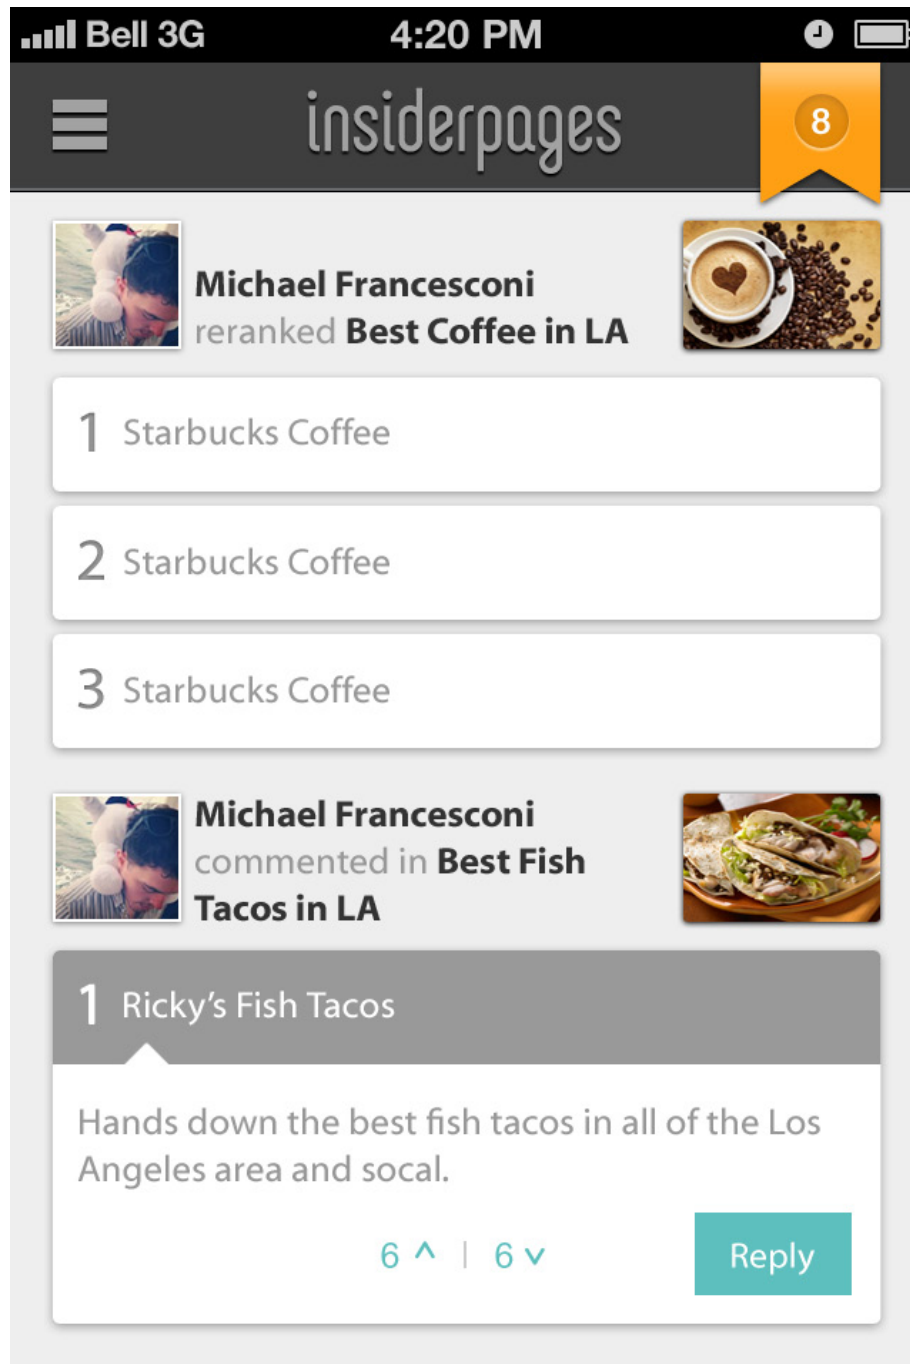 Bell 3G 4:20 PM
insiderpages 8
Michael Francesconi
reranked Best Coffee in LA
1 Starbucks Coffee
2 Starbucks Coffee
3 Starbucks Coffee
Michael Francesconi
commented in Best Fish
Tacos in LA
1 Ricky’s Fish Tacos
Hands down the best fish tacos in all of the Los
Angeles area and socal.
6 | 6 Reply